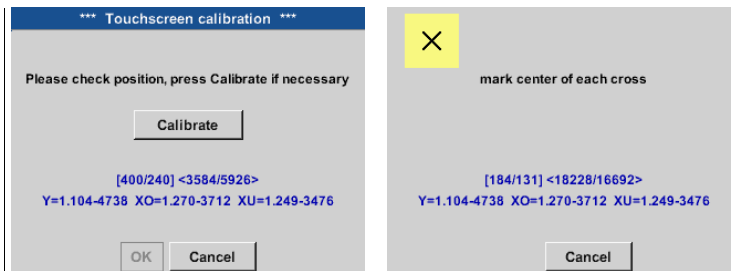 *** Touchscreen calibration ***
Please check position, press Calibrate if necessary
Calibrate
[400/240] <3584/5926>
Y=1.104-4738 XO=1.270-3712 XU=1.249-3476
OK
Cancel
mark center of each cross
[184/131] <18228/16692>
Y=1.104-4738 XO=1.270-3712 XU=1.249-3476
Cancel